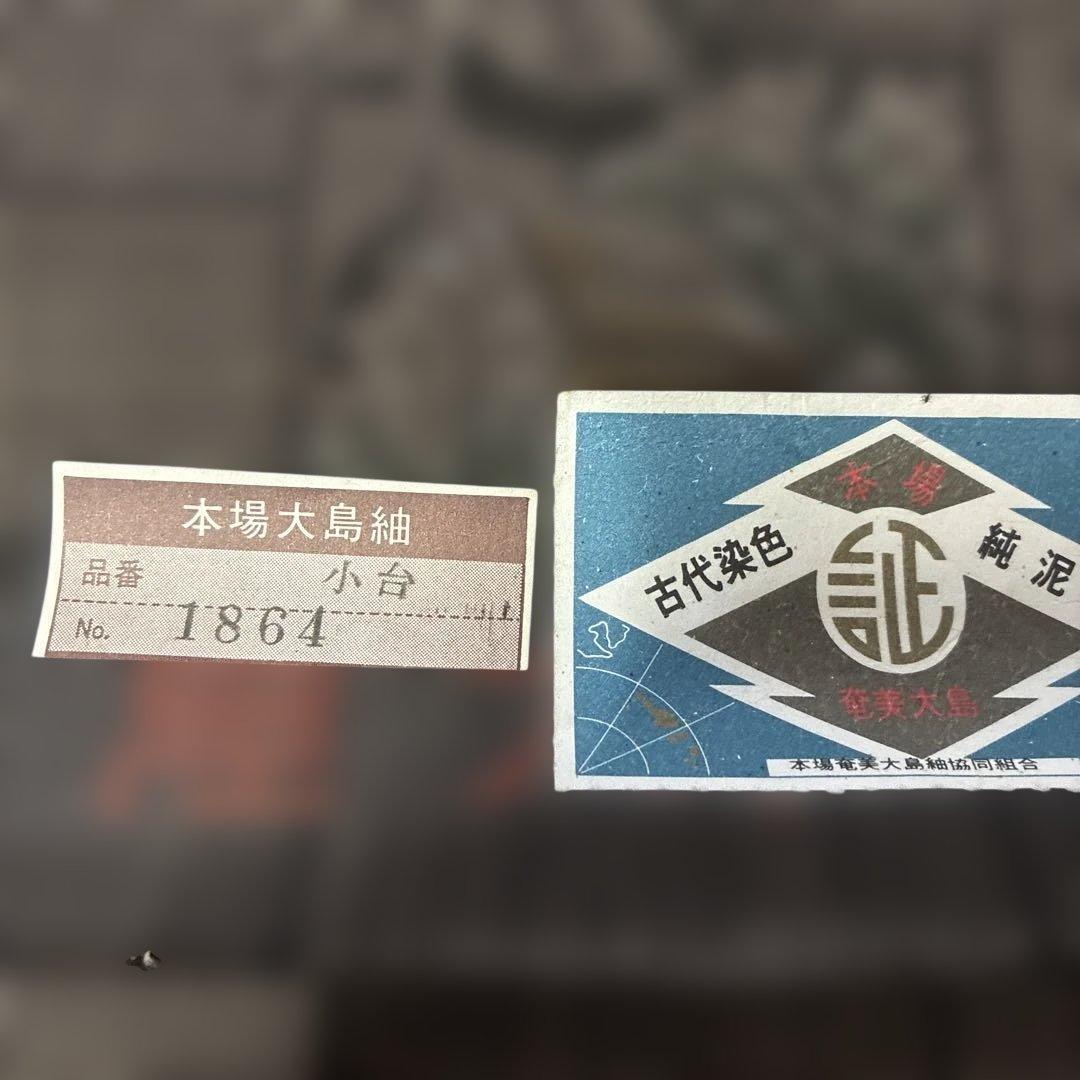 本場大島紬
品番 小台
No. 1864
本場
古代染色 純泥
証
奄美大島
本場奄美大島紬協同組合